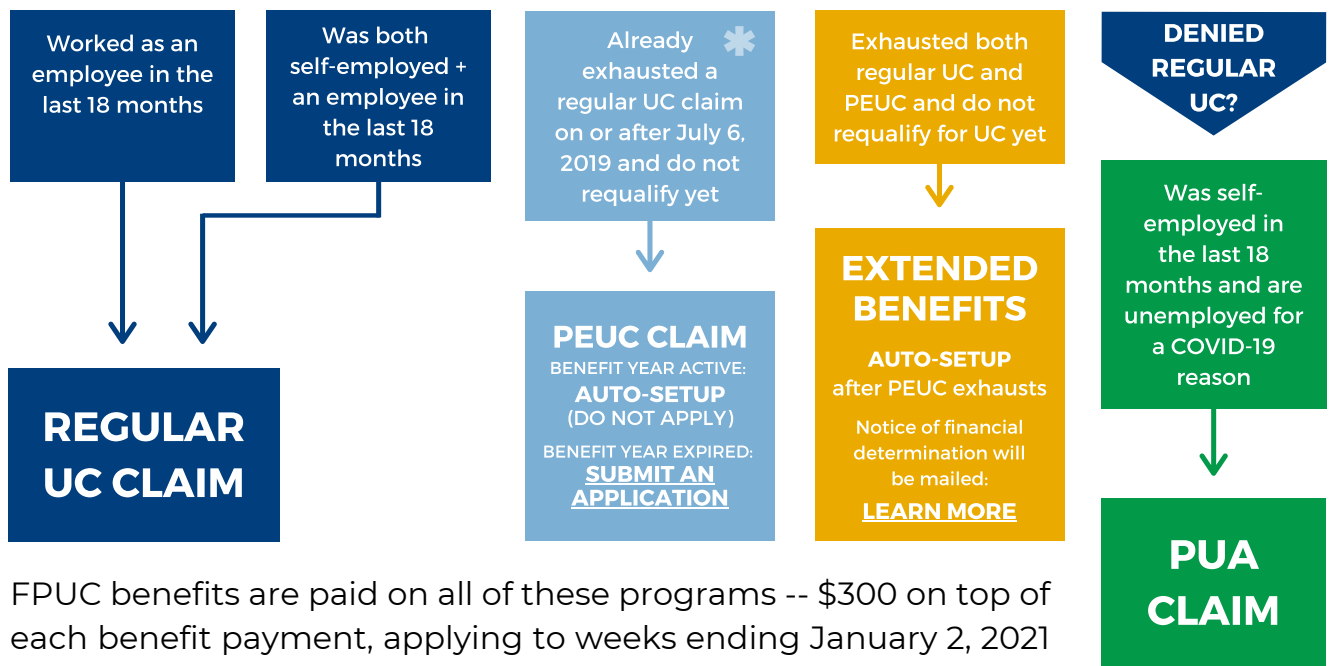 Worked as an
employee in the
last 18 months
Was both
self-employed +
an employee in
the last 18
months
REGULAR
UC CLAIM
Already
exhausted a
regular UC claim
on or after July 6,
2019 and do not
requalify yet
PEUC CLAIM
BENEFIT YEAR ACTIVE:
AUTO-SETUP
(DO NOT APPLY)
BENEFIT YEAR EXPIRED:
SUBMIT AN
APPLICATION
Exhausted both
regular UC and
PEUC and do not
requalify for UC yet
EXTENDED
BENEFITS
AUTO-SETUP
after PEUC exhausts
Notice of financial
determination will
be mailed:
LEARN MORE
DENIED
REGULAR
UC?
Was self-
employed in
the last 18
months and are
unemployed for
a COVID-19
reason
PUA
CLAIM
FPUC benefits are paid on all of these programs -- $300 on top of
each benefit payment, applying to weeks ending January 2, 2021